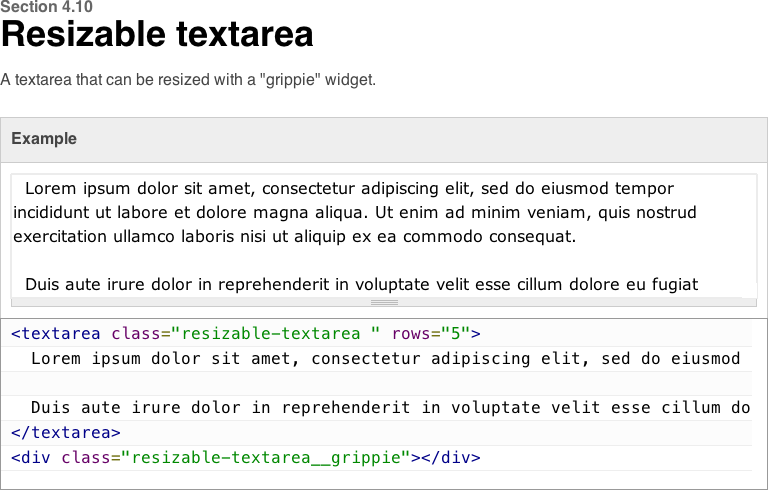 Section 4.10
Resizable textarea
A textarea that can be resized with a "grippie" widget.
Example
Lorem ipsum dolor sit amet, consectetur adipiscing elit, sed do eiusmod tempor
incididunt ut labore et dolore magna aliqua. Ut enim ad minim veniam, quis nostrud
exercitation ullamco laboris nisi ut aliquip ex ea commodo consequat.
Duis aute irure dolor in reprehenderit in voluptate velit esse cillum dolore eu fugiat
<textarea class="resizable-textarea " rows="5">
Lorem ipsum dolor sit amet, consectetur adipiscing elit, sed do eiusmod
Duis aute irure dolor in reprehenderit in voluptate velit esse cillum do
</textarea>
<div class="resizable-textarea__grippie"></div>